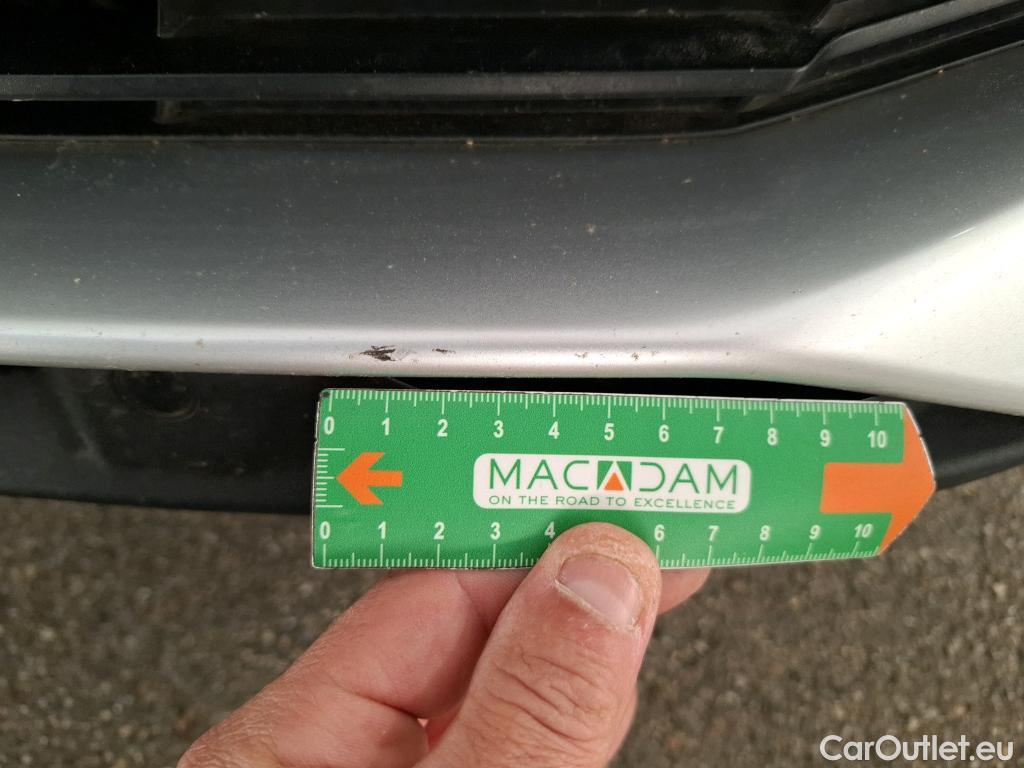 0 1 2 3 4 5 6 7 8 9 10
MACADAM
ON THE ROAD TO EXCELLENCE
0 1 2 3 4 6 7 8 9 10
CarOutlet.eu